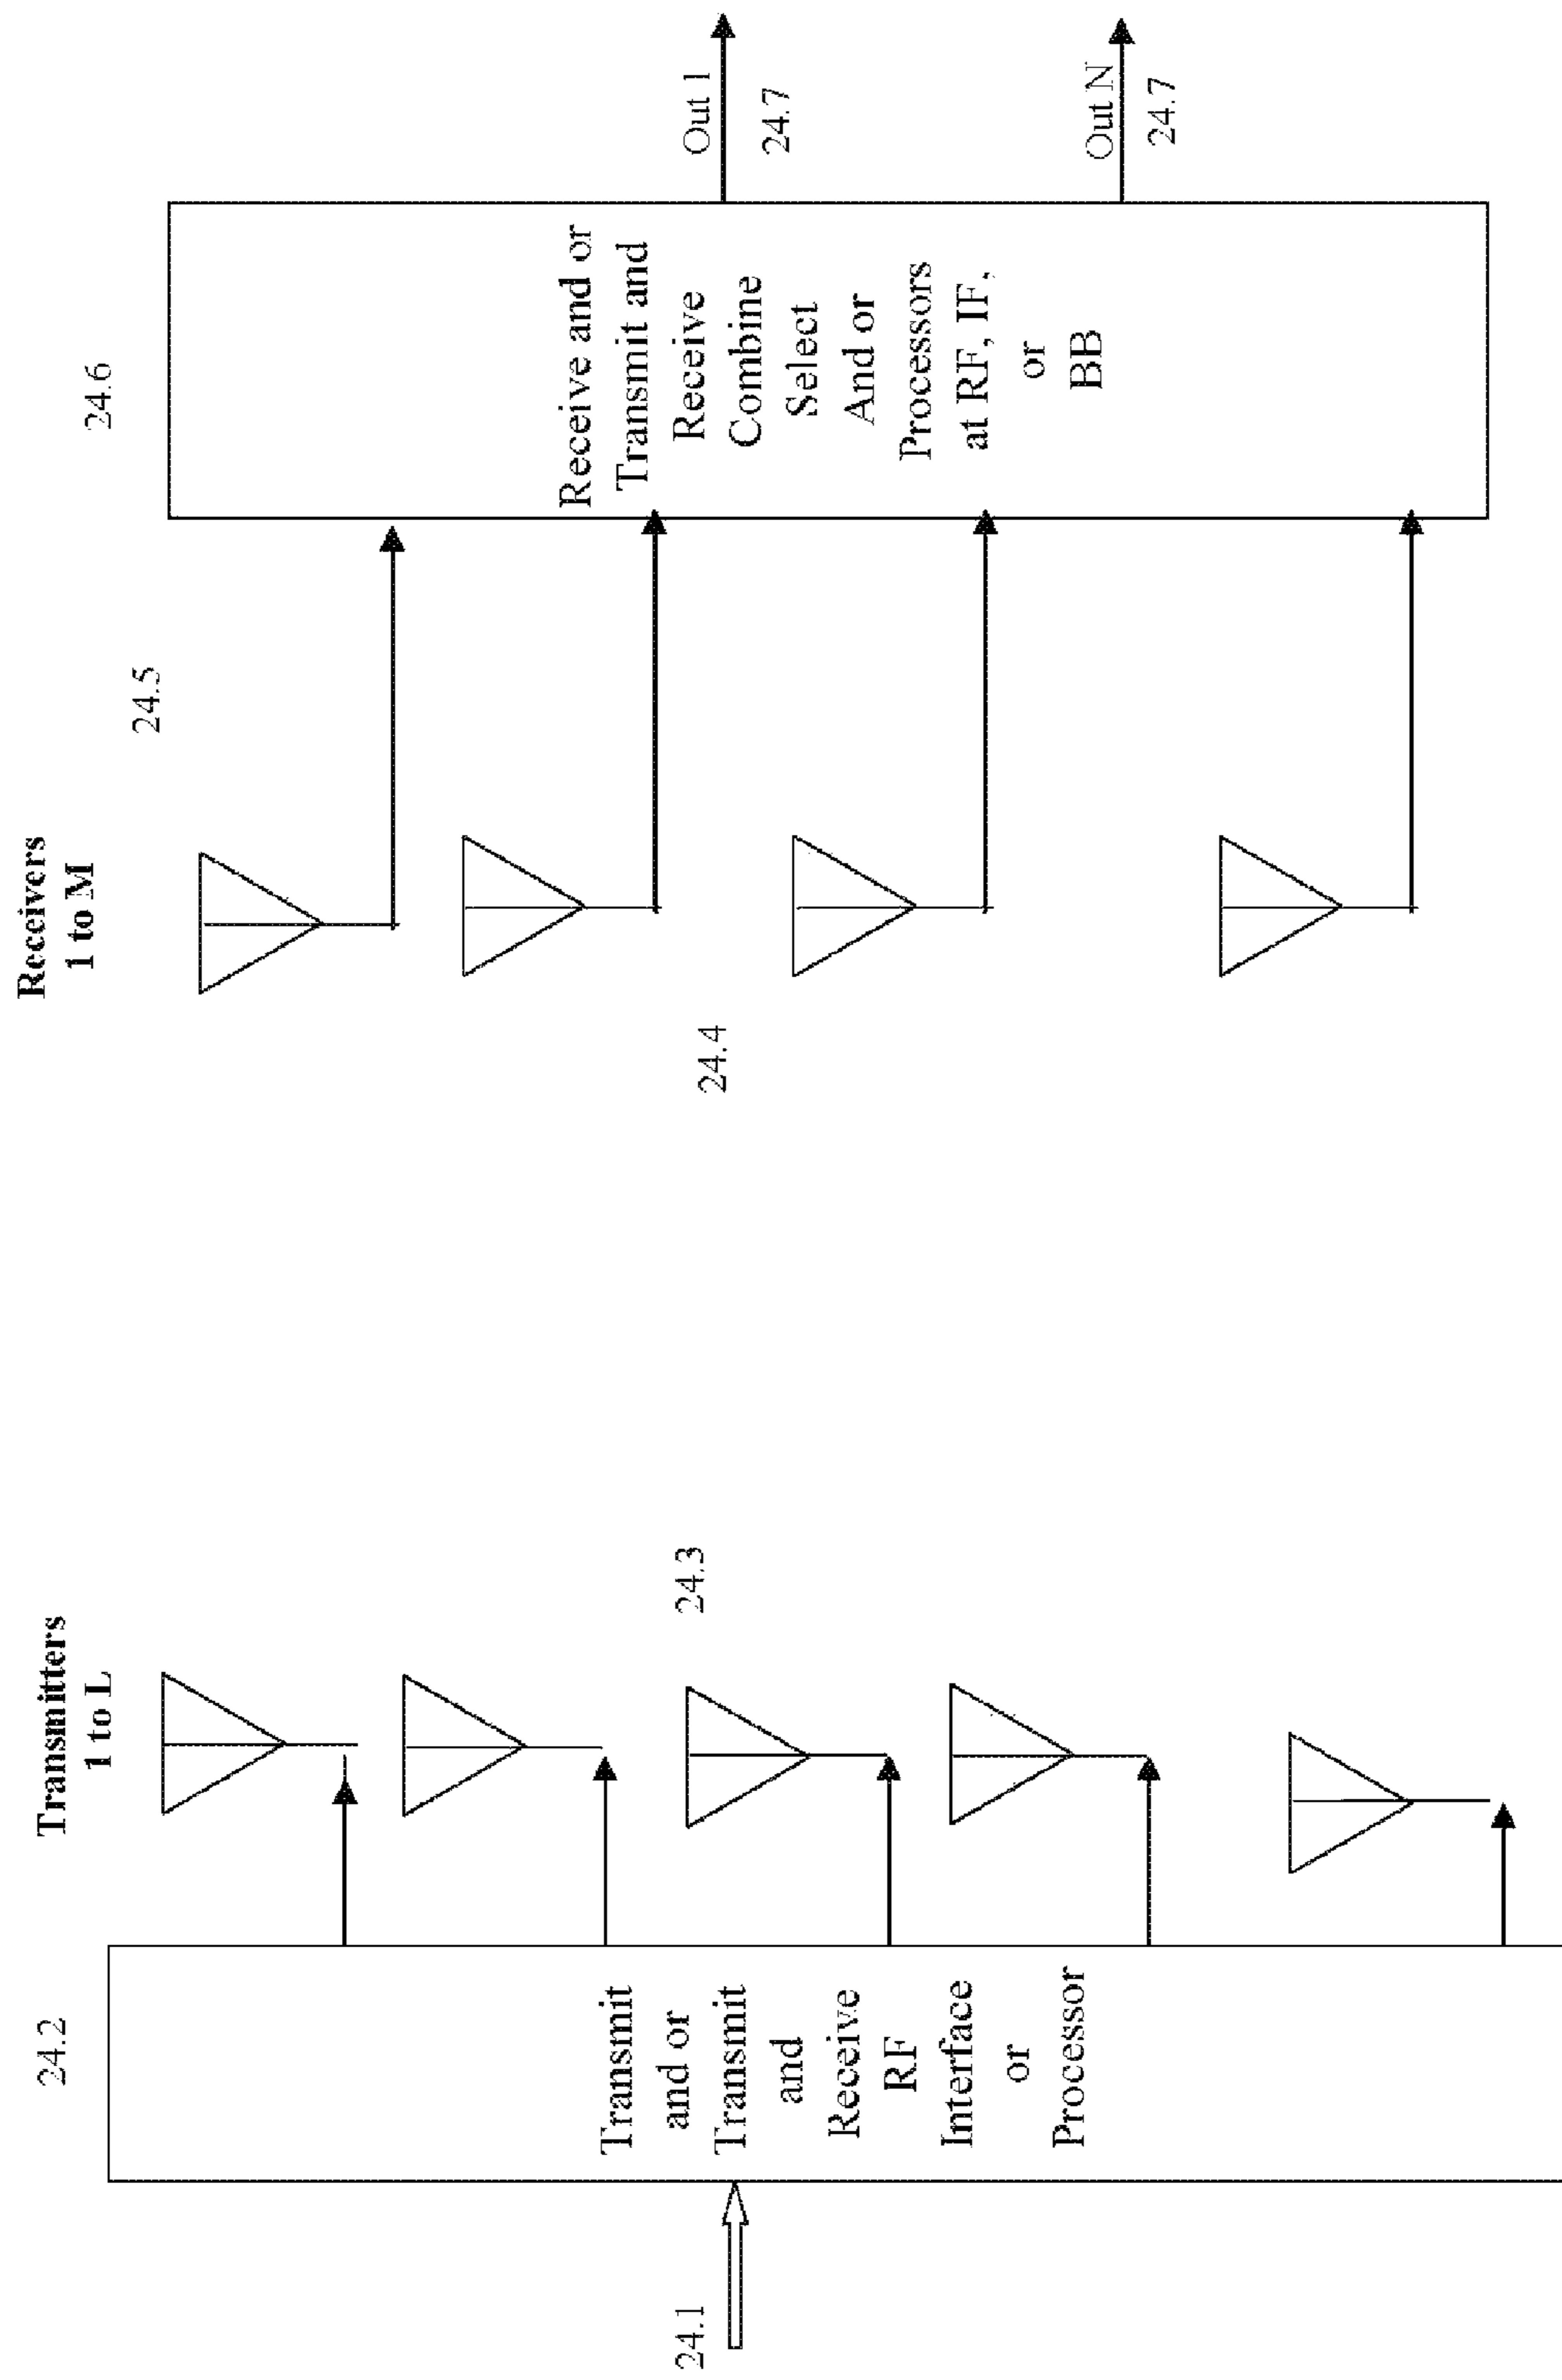 24.1
24.2
Transmit
and or
Transmit
and
Receive
RF
Interface
or
Processor
Transmitters
1 to L
24.3
24.4
Receivers
1 to M
24.5
24.6
Receive and or
Transmit and
Receive
Combine
Select
And or
Processors
at RF, IF,
or
BB
Out 1
24.7
Out N
24.7